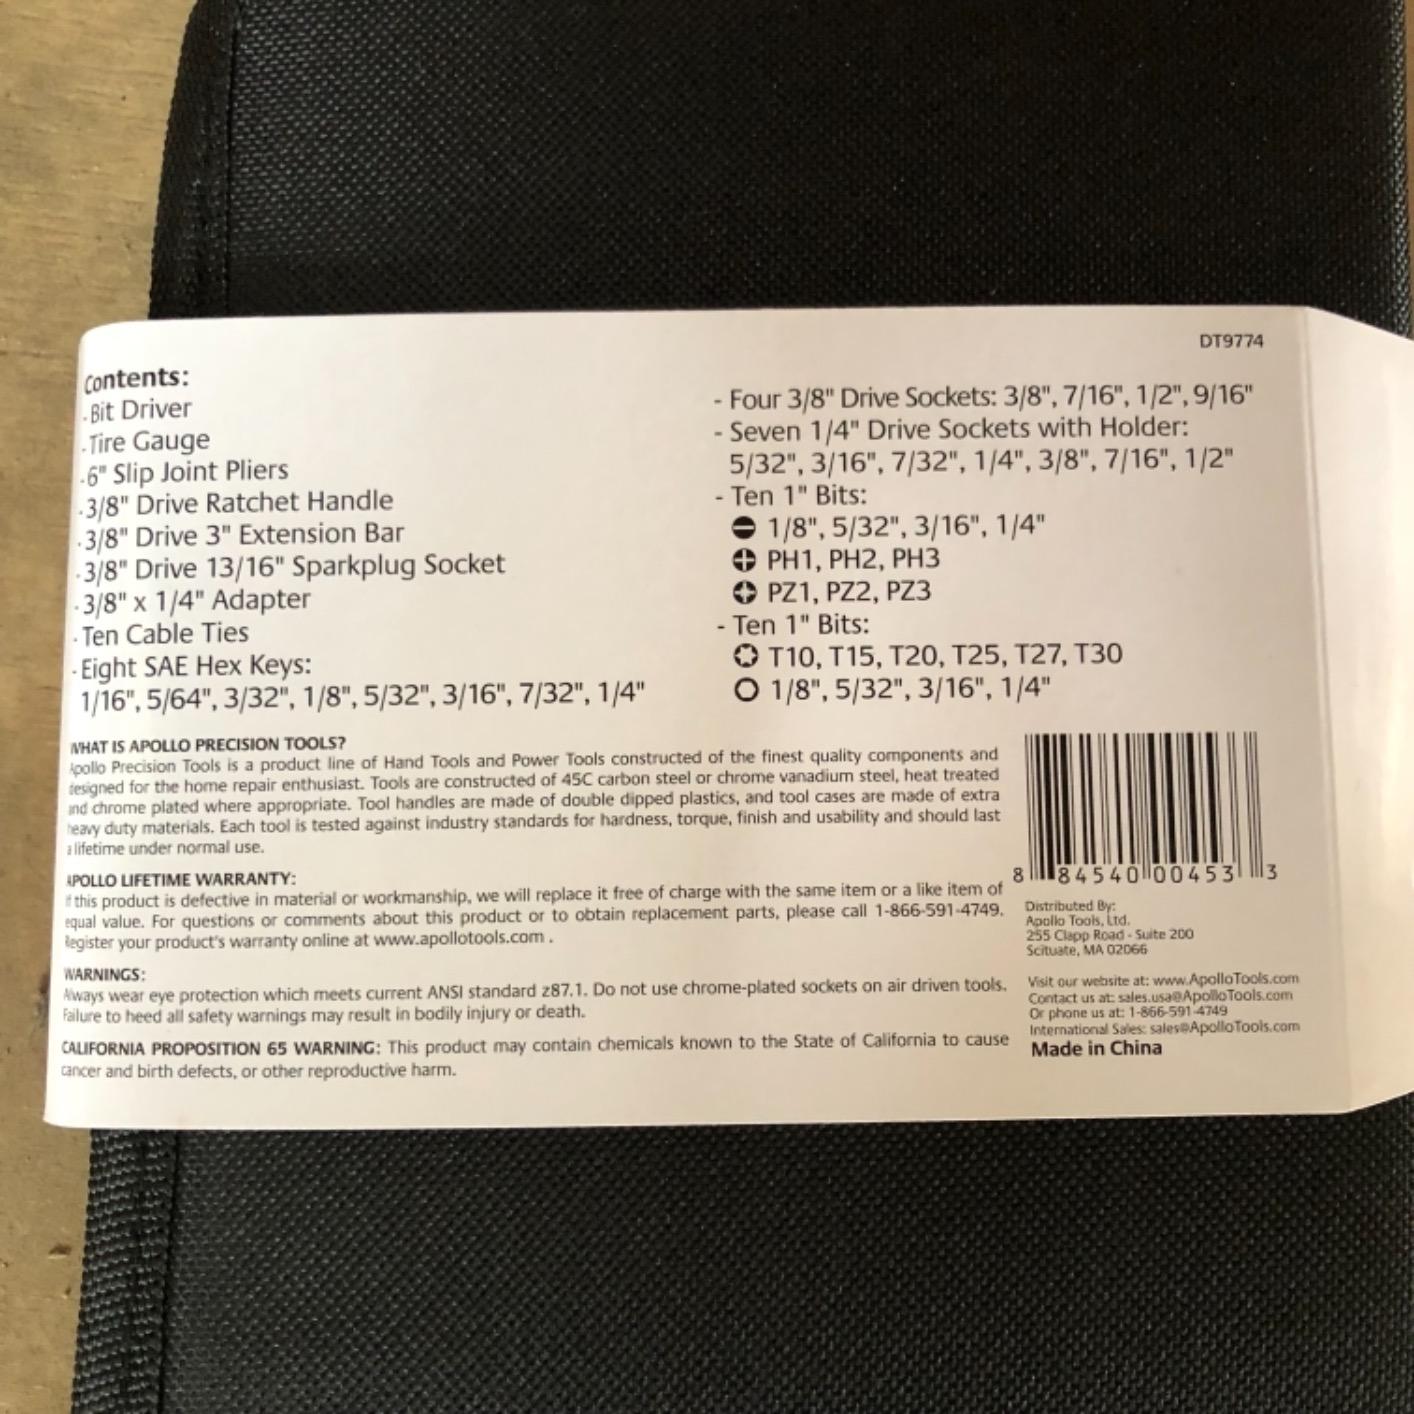 DT9774
Contents:
. Bit Driver
. Tire Gauge
. 6" Slip Joint Pliers
. 3/8" Drive Ratchet Handle
. 3/8" Drive 3" Extension Bar
. 3/8" Drive 13/16" Sparkplug Socket
. 3/8" x 1/4" Adapter
- Ten Cable Ties
- Eight SAE Hex Keys:
1/16", 5/64", 3/32", 1/8", 5/32", 3/16", 7/32", 1/4"
- Four 3/8" Drive Sockets: 3/8", 7/16", 1/2", 9/16"
- Seven 1/4" Drive Sockets with Holder:
5/32", 3/16", 7/32", 1/4", 3/8", 7/16", 1/2"
- Ten 1" Bits:
1/8", 5/32", 3/16", 1/4"
PH1, PH2, PH3
PZ1, PZ2, PZ3
- Ten 1" Bits:
T10, T15, T20, T25, T27, T30
1/8", 5/32", 3/16", 1/4"
WHAT IS APOLLO PRECISION TOOLS?
Apollo Precision Tools is a product line of Hand Tools and Power Tools constructed of the finest quality components and
designed for the home repair enthusiast. Tools are constructed of 45C carbon steel or chrome vanadium steel, heat treated
and chrome plated where appropriate. Tool handles are made of double dipped plastics, and tool cases are made of extra
heavy duty materials. Each tool is tested against industry standards for hardness, torque, finish and usability and should last
a lifetime under normal use.
APOLLO LIFETIME WARRANTY:
If this product is defective in material or workmanship, we will replace it free of charge with the same item or a like item of
equal value. For questions or comments about this product or to obtain replacement parts, please call 1-866-591-4749.
Register your product's warranty online at www.apollotools.com .
WARNINGS:
Always wear eye protection which meets current ANSI standard z87.1. Do not use chrome-plated sockets on air driven tools.
Failure to heed all safety warnings may result in bodily injury or death.
CALIFORNIA PROPOSITION 65 WARNING: This product may contain chemicals known to the State of California to cause
cancer and birth defects, or other reproductive harm.
8 84540 00453 3
Distributed By:
Apollo Tools, Ltd.
255 Clapp Road - Suite 200
Scituate, MA 02066
Visit our website at: www.ApolloTools.com
Contact us at: sales.usa@ApolloTools.com
Or phone us at: 1-866-591-4749
International Sales: sales@ApolloTools.com
Made in China